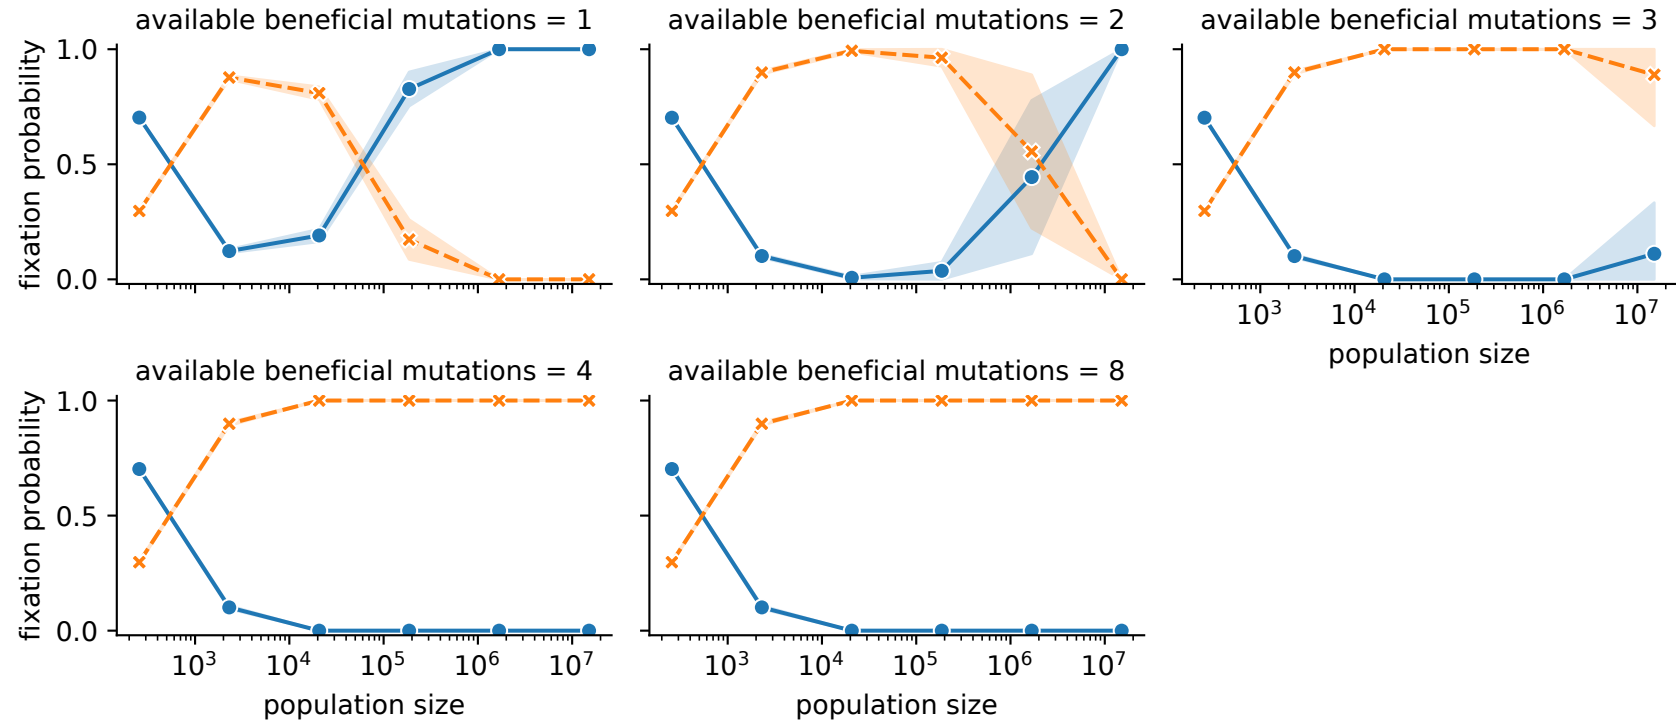 available beneficial mutations = 1
available beneficial mutations = 2
available beneficial mutations = 3
fixation probability
1.0
0.5
0.0
10³ 10⁴ 10⁵ 10⁶ 10⁷
population size
available beneficial mutations = 4
available beneficial mutations = 8
fixation probability
1.0
0.5
0.0
10³ 10⁴ 10⁵ 10⁶ 10⁷
10³ 10⁴ 10⁵ 10⁶ 10⁷
population size
population size